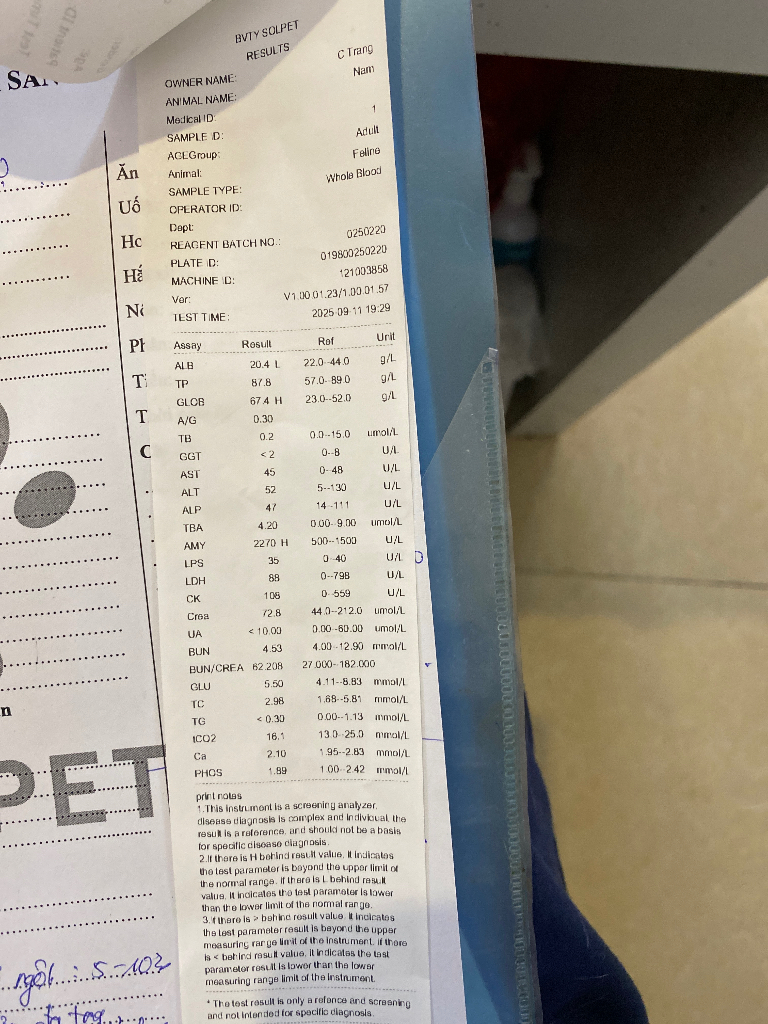 SAN
Ăn
Uố
Ho
Hấ
Ph
PET
ngôi : 5 -10%
BVTY SOLPET
RESULTS
OWNER NAME: C Trang
ANIMAL NAME: Nam
Medical ID:
SAMPLE ID: 1
AGEGroup: Adult
Animal: Feline
SAMPLE TYPE: Whole Blood
OPERATOR ID:
Dept:
REAGENT BATCH NO.: 0250220
PLATE ID: 019800250220
MACHINE ID: 121003858
Ver: V1.00.01.23/1.00.01.57
TEST TIME: 2025-09-11 19:29
Assay Result Ref Unit
ALB 20.4 L 22.0--44.0 g/L
TP 87.8 57.0--89.0 g/L
GLOB 67.4 H 23.0--52.0 g/L
A/G 0.30
TB 0.2 0.0--15.0 umol/L
GGT <2 0--8 U/L
AST 45 0--48 U/L
ALT 52 5--130 U/L
ALP 47 14--111 U/L
TBA 4.20 0.00--9.00 umol/L
AMY 2270 H 500--1500 U/L
LPS 35 0--40 U/L
LDH 88 0--798 U/L
CK 108 0--559 U/L
Crea 72.8 44.0--212.0 umol/L
UA <10.00 0.00--60.00 umol/L
BUN 4.53 4.00--12.90 mmol/L
BUN/CREA 62.208 27.000--182.000
GLU 5.50 4.11--8.83 mmol/L
TC 2.98 1.68--5.81 mmol/L
TG <0.30 0.00--1.13 mmol/L
tCO2 16.1 13.0--25.0 mmol/L
Ca 2.10 1.95--2.83 mmol/L
PHOS 1.89 1.00--2.42 mmol/L
print notes
1.This instrument is a screening analyzer,
disease diagnosis is complex and individual, the
result is a reference, and should not be a basis
for specific disease diagnosis.
2.If there is H behind result value, it indicates
the test parameter is beyond the upper limit of
the normal range. If there is L behind result
value, it indicates the test parameter is lower
than the lower limit of the normal range.
3.If there is > behind result value, it indicates
the test parameter result is beyond the upper
measuring range limit of the instrument, if there
is < behind result value, it indicates the test
parameter result is lower than the lower
measuring range limit of the instrument.
* The test result is only a refence and screening
and not intended for specific diagnosis.